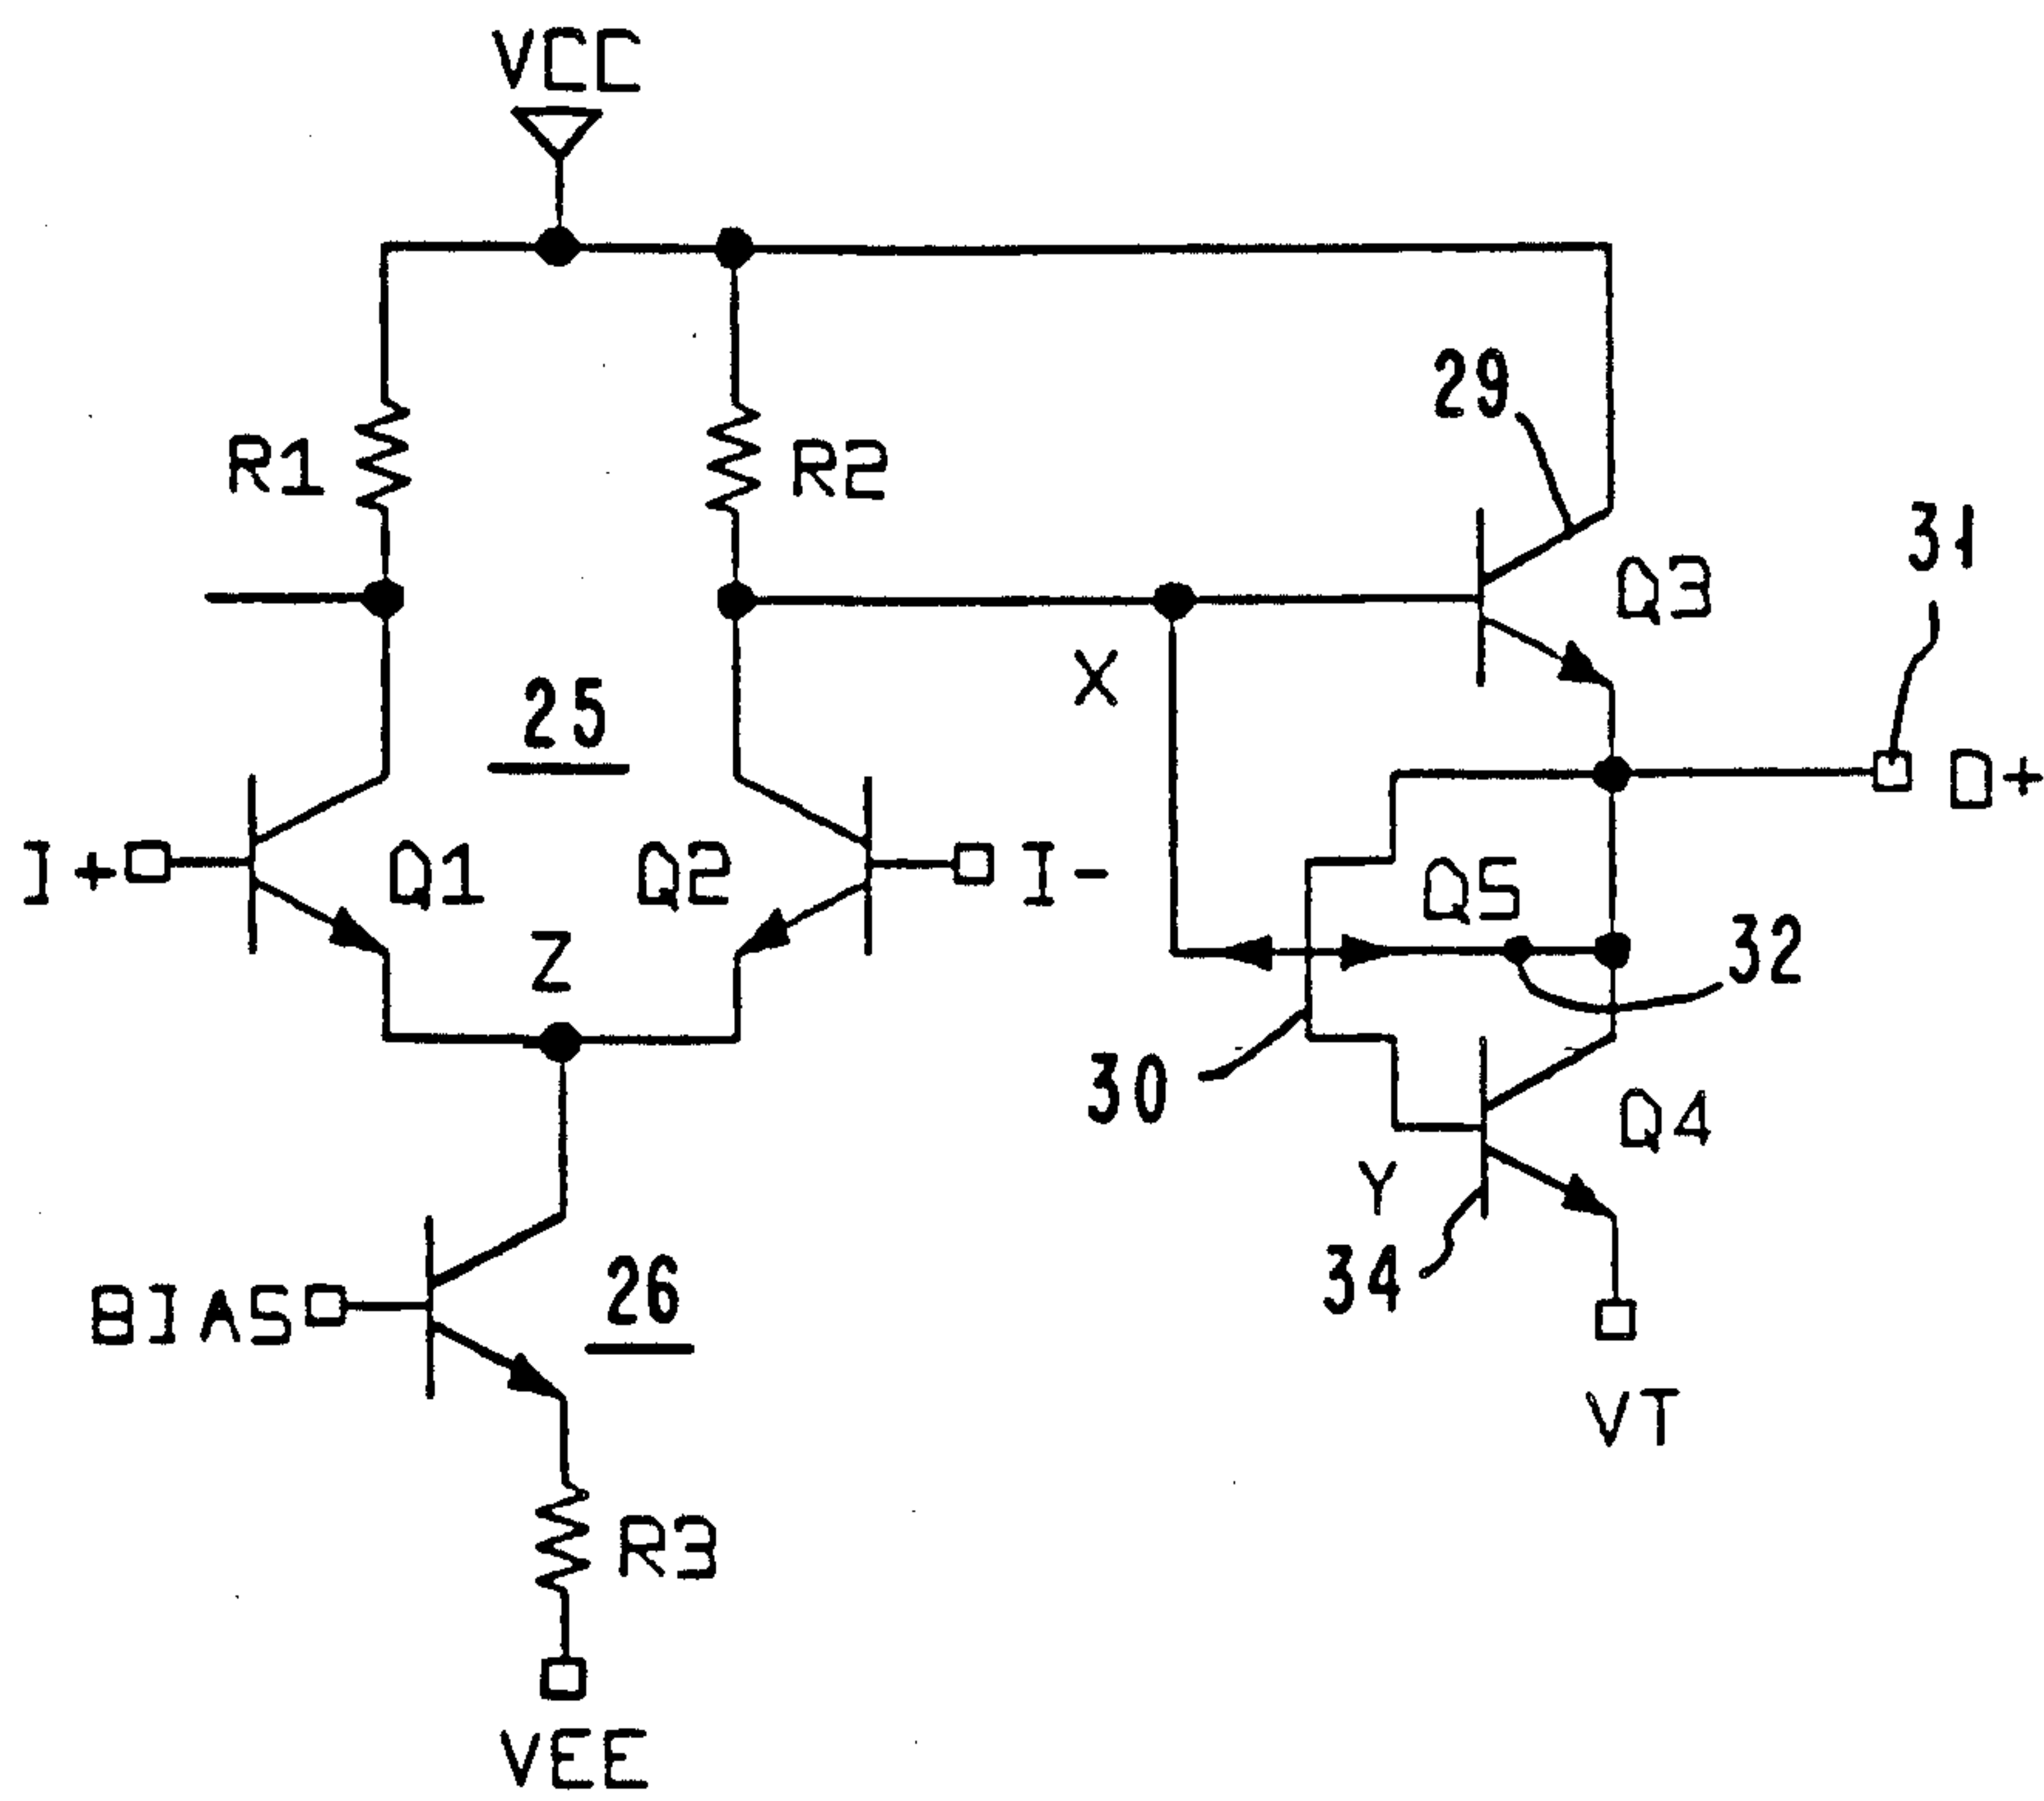 VCC
29
R1
R2
31
Q3
X
25
O+
I+
Q1
Q2
I-
Q5
32
Z
30
Q4
Y
34
BIAS
26
VT
R3
VEE